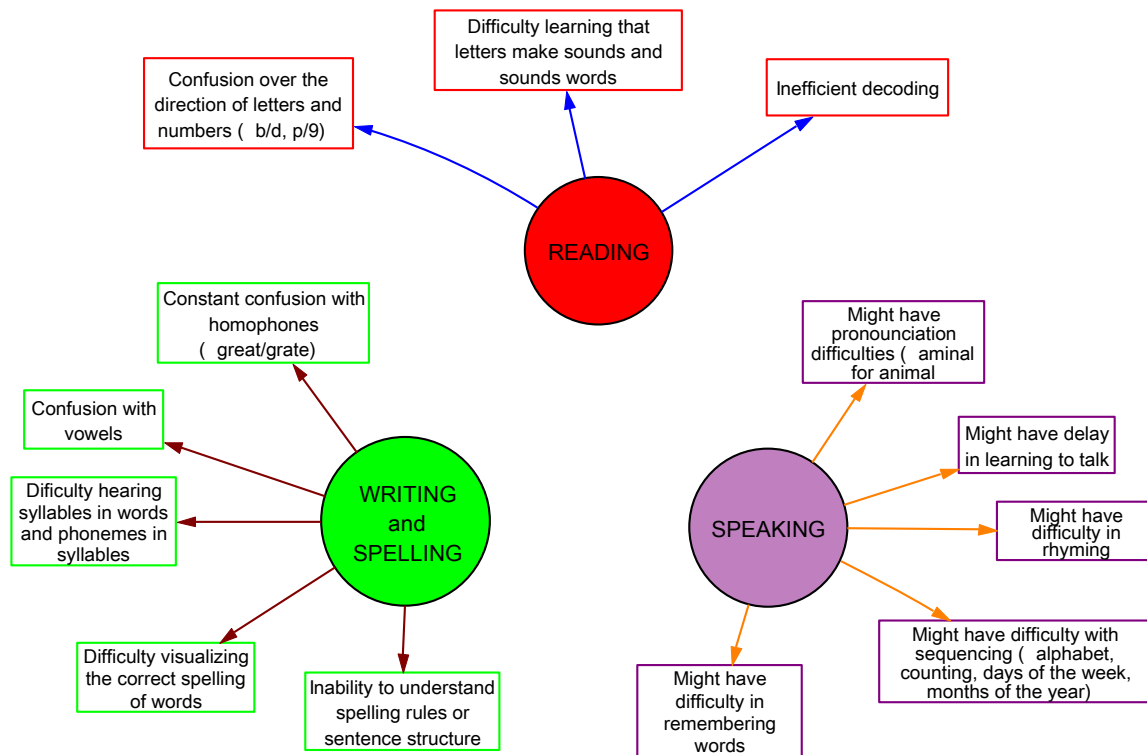 Difficulty learning that
letters make sounds and
sounds words
Confusion over the
direction of letters and
numbers ( b/d, p/9)
Inefficient decoding
READING
Constant confusion with
homophones
( great/grate)
Confusion with
vowels
Dificulty hearing
syllables in words
and phonemes in
syllables
WRITING
and
SPELLING
Difficulty visualizing
the correct spelling
of words
Inability to understand
spelling rules or
sentence structure
Might have
pronounciation
difficulties ( aminal
for animal
Might have delay
in learning to talk
SPEAKING
Might have
difficulty in
rhyming
Might have difficulty with
sequencing ( alphabet,
counting, days of the week,
months of the year)
Might have
difficulty in
remembering
words